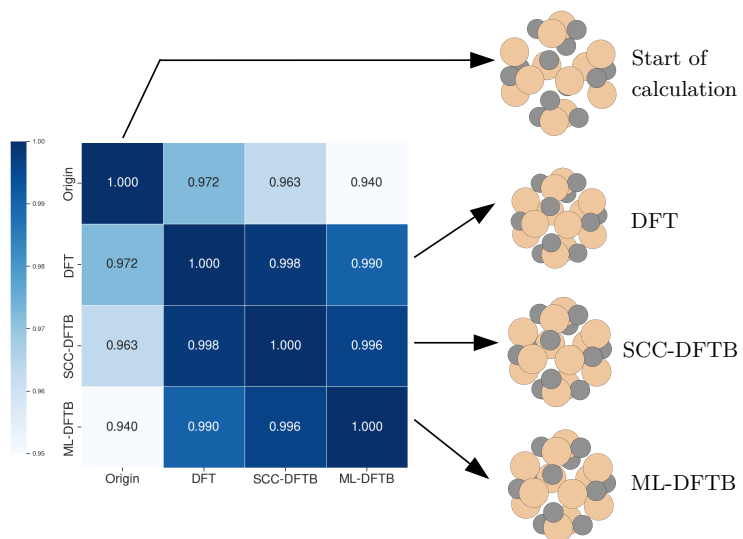 Start of
calculation
1.00
0.99
0.98
0.97
0.96
0.95
Origin
1.000 0.972 0.963 0.940
DFT
0.972 1.000 0.998 0.990
SCC-DFTB
0.963 0.998 1.000 0.996
ML-DFTB
0.940 0.990 0.996 1.000
Origin DFT SCC-DFTB ML-DFTB
DFT
SCC-DFTB
ML-DFTB